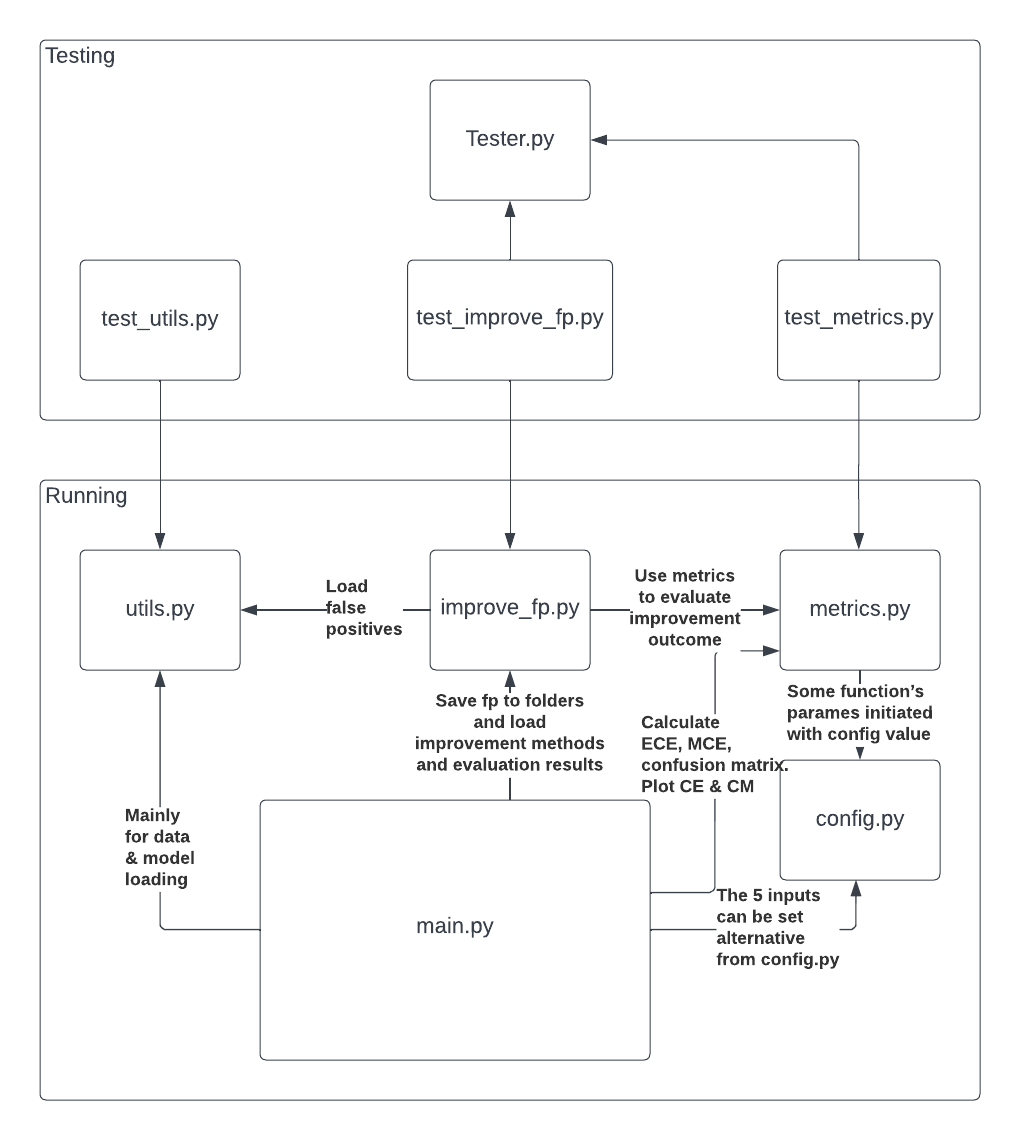 Testing
Tester.py
test_utils.py
test_improve_fp.py
test_metrics.py
Running
utils.py
Load
false
positives
improve_fp.py
Use metrics
to evaluate
improvement
outcome
metrics.py
Save fp to folders
and load
improvement methods
and evaluation results
Calculate
ECE, MCE,
confusion matrix.
Plot CE & CM
Some function’s
parames initiated
with config value
config.py
Mainly
for data
& model
loading
main.py
The 5 inputs
can be set
alternative
from config.py